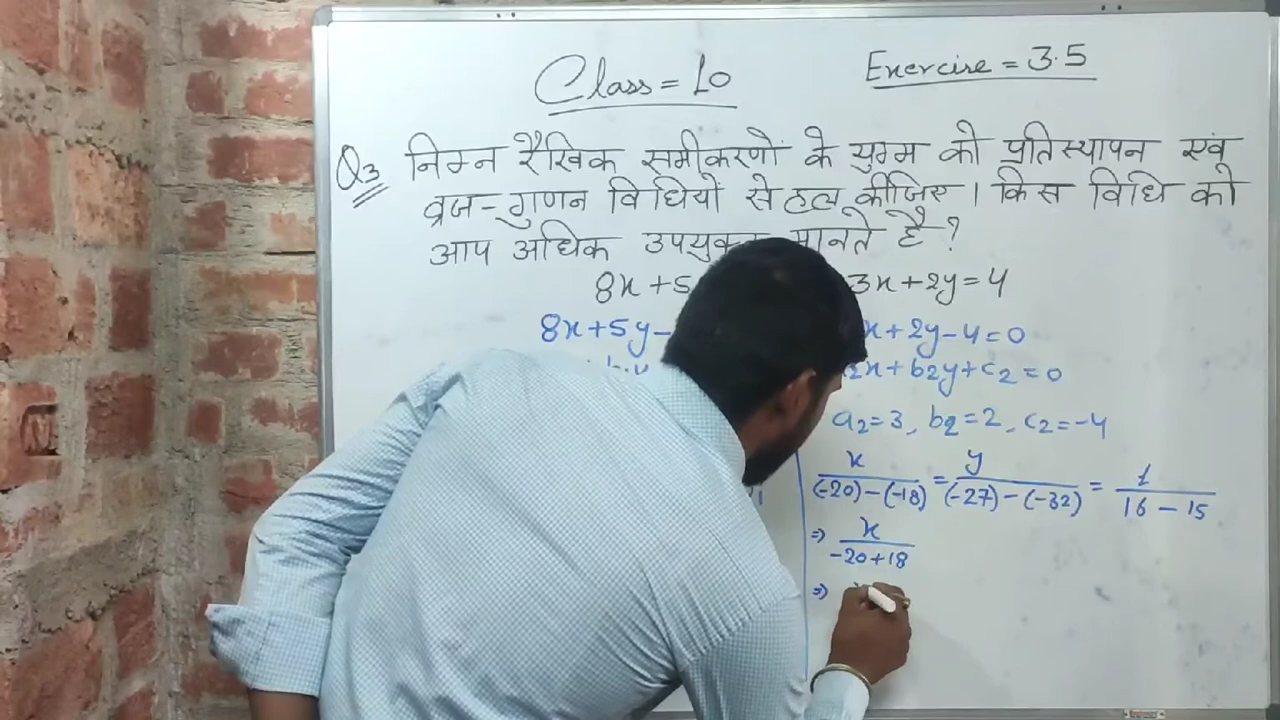 Class = 10
Exercise = 3.5
Q3 निम्न रैखिक समीकरणों के युग्म को प्रतिस्थापन एवं
व्रज-गुणन विधियों से हल कीजिए । किस विधि को
आप अधिक उपयुक्त मानते है ?
8x+5 3x+2y=4
8x+5y- x+2y-4=0
2x+b2y+c2=0
a2=3, b2=2, c2=-4
x/(-20)-(-18) = y/(-27)-(-32) = 1/16-15
⇒ x/-20+18
⇒